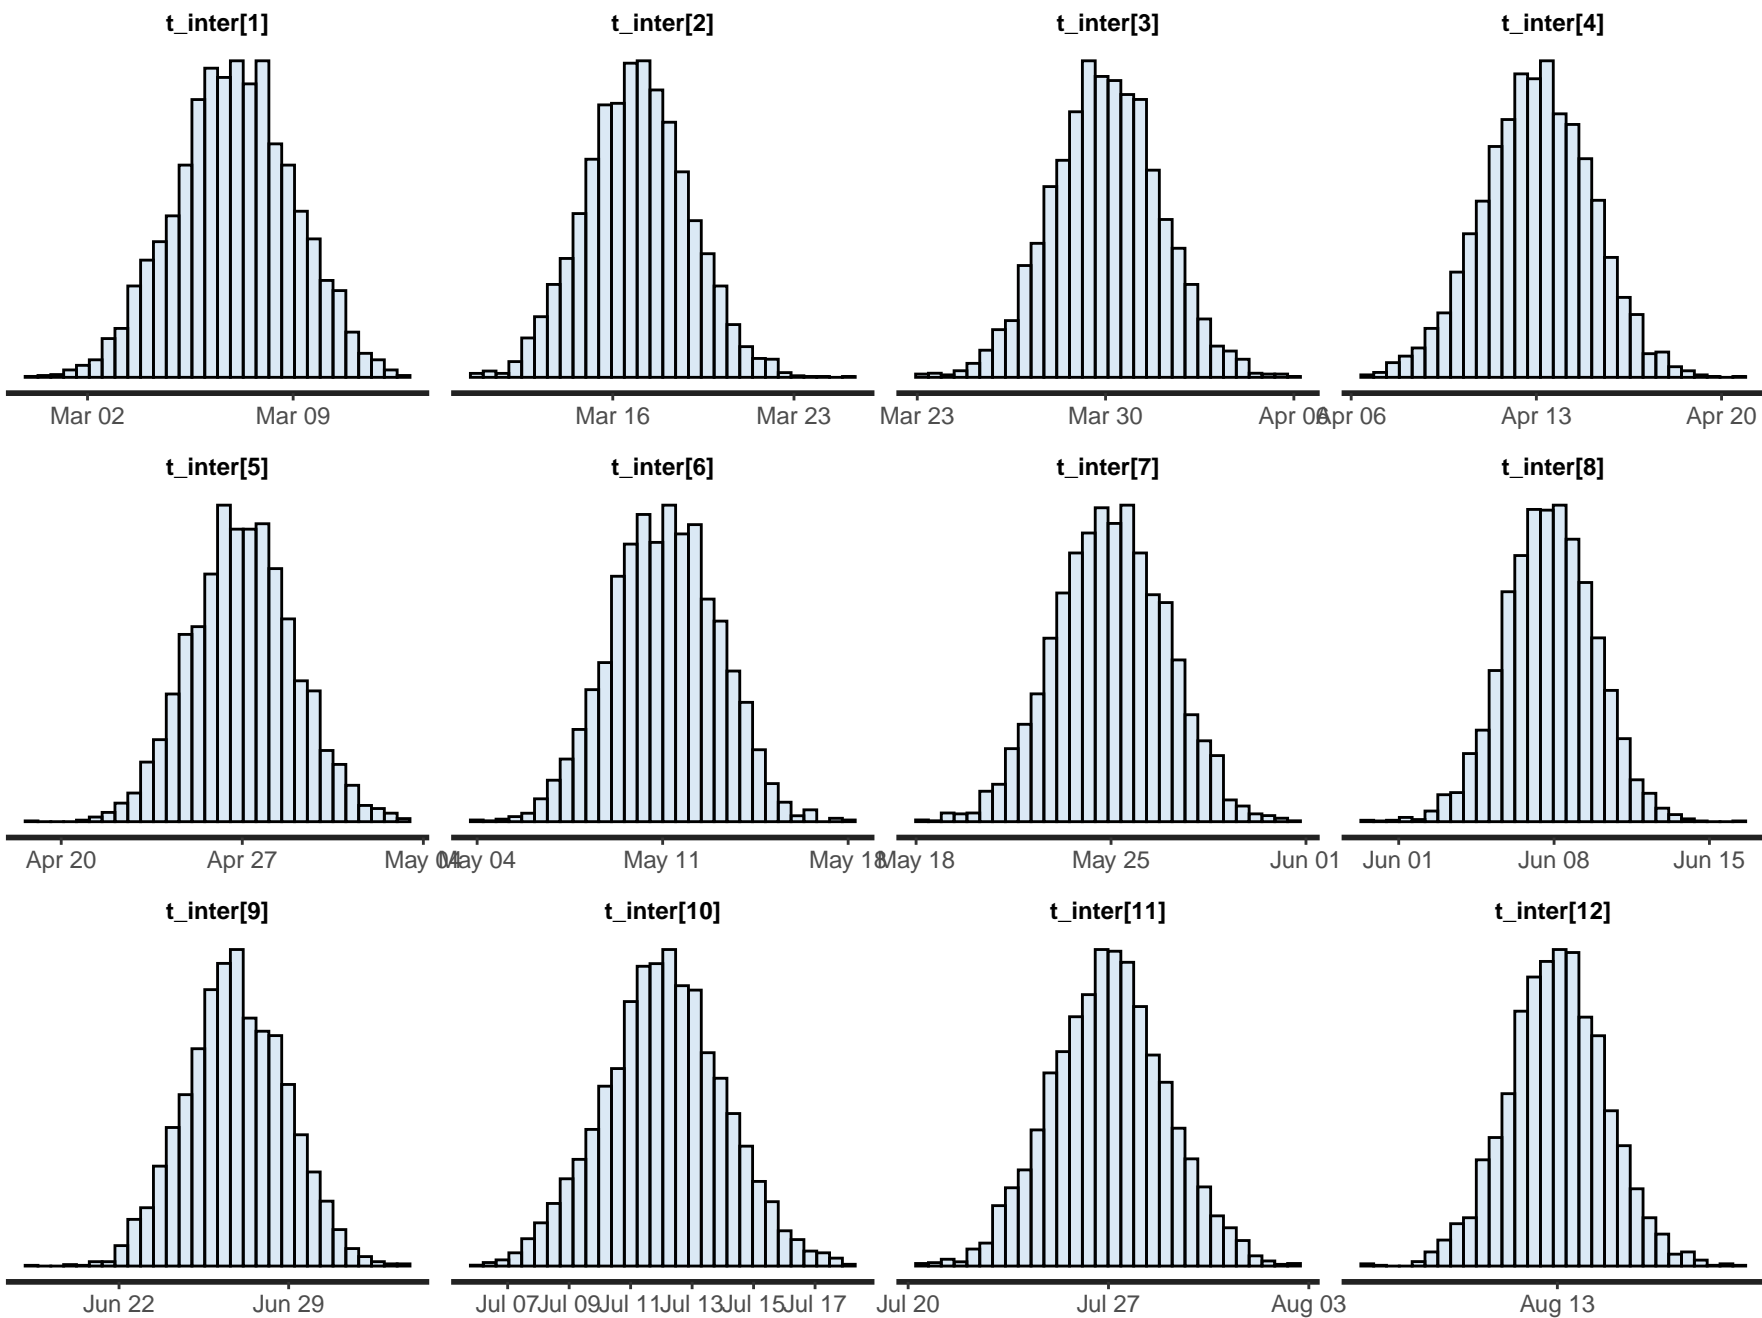 t_inter[1] t_inter[2] t_inter[3] t_inter[4]
Mar 02 Mar 09 Mar 16 Mar 23 Mar 23 Mar 30 Apr 06 Apr 06 Apr 13 Apr 20
t_inter[5] t_inter[6] t_inter[7] t_inter[8]
Apr 20 Apr 27 May 04 May 04 May 11 May 18 May 18 May 25 Jun 01 Jun 01 Jun 08 Jun 15
t_inter[9] t_inter[10] t_inter[11] t_inter[12]
Jun 22 Jun 29 Jul 07 Jul 09 Jul 11 Jul 13 Jul 15 Jul 17 Jul 20 Jul 27 Aug 03 Aug 13